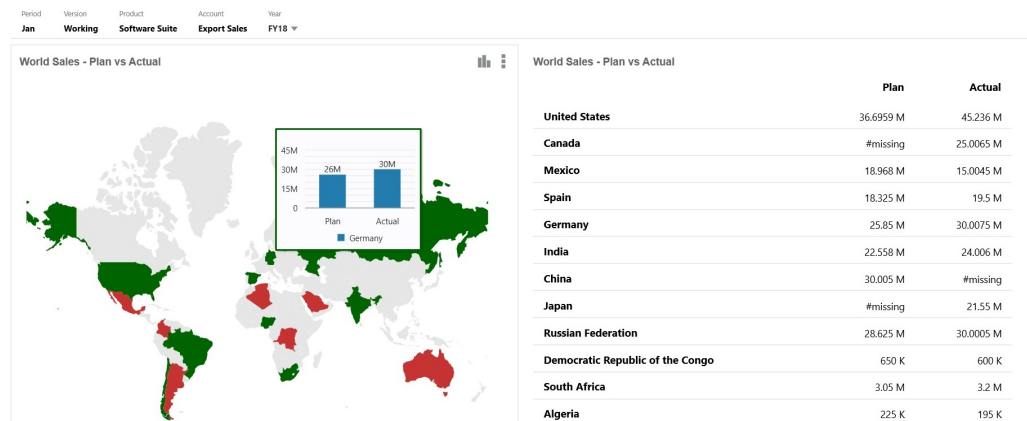 Period Version Product Account Year
Jan Working Software Suite Export Sales FY18
World Sales - Plan vs Actual
45M
30M
15M
0
26M
30M
Plan Actual
Germany
World Sales - Plan vs Actual
Plan Actual
United States 36.6959 M 45.236 M
Canada #missing 25.0065 M
Mexico 18.968 M 15.0045 M
Spain 18.325 M 19.5 M
Germany 25.85 M 30.0075 M
India 22.558 M 24.006 M
China 30.005 M #missing
Japan #missing 21.55 M
Russian Federation 28.625 M 30.0005 M
Democratic Republic of the Congo 650 K 600 K
South Africa 3.05 M 3.2 M
Algeria 225 K 195 K